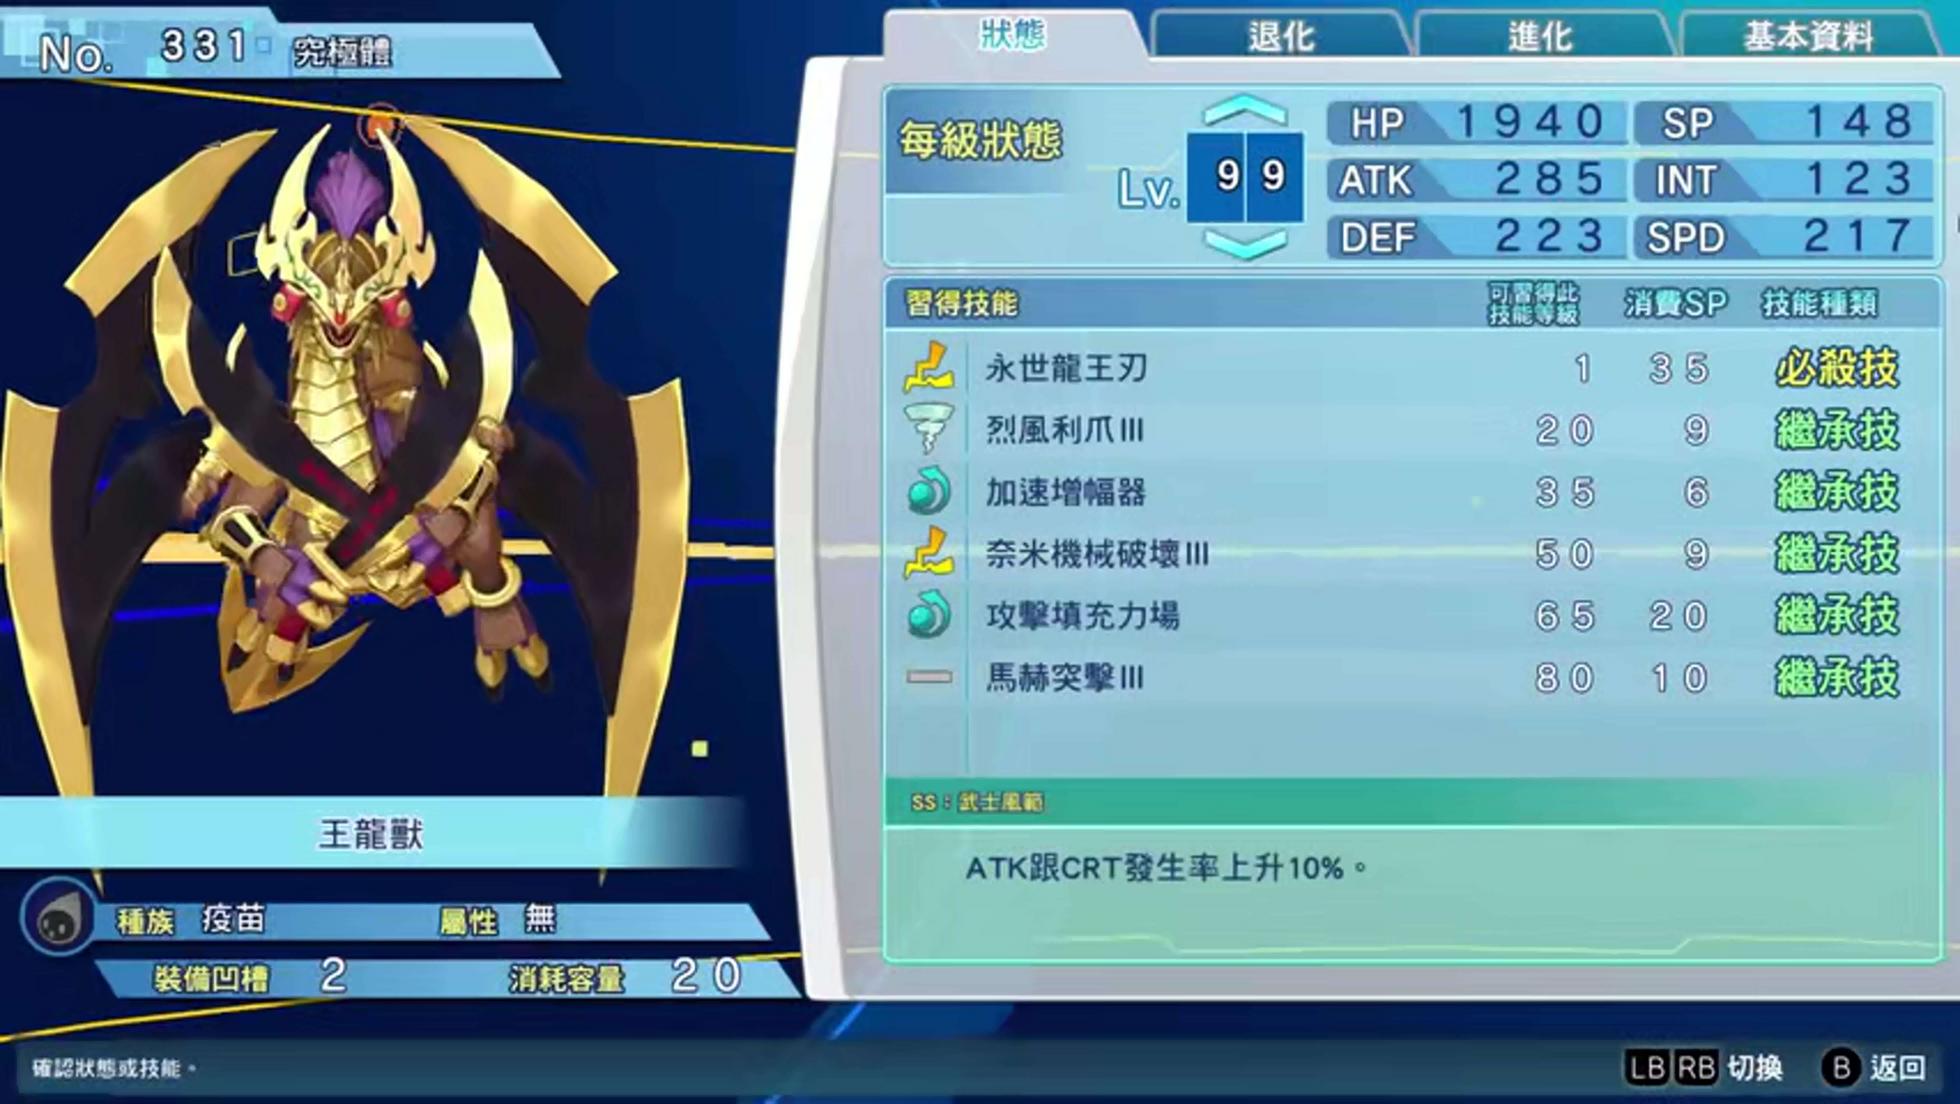 No. 331 究極體
狀態 退化 進化 基本資料
每級狀態
Lv. 99
HP 1940 SP 148
ATK 285 INT 123
DEF 223 SPD 217
習得技能 可習得此技能等級 消費SP 技能種類
永世龍王刃 1 35 必殺技
烈風利爪III 20 9 繼承技
加速增幅器 35 6 繼承技
奈米機械破壞III 50 9 繼承技
攻擊填充力場 65 20 繼承技
馬赫突擊III 80 10 繼承技
SS：武士風範
ATK跟CRT發生率上升10%。
王龍獸
種族 疫苗 屬性 無
裝備凹槽 2 消耗容量 20
確認狀態或技能。
LB RB 切換 B 返回